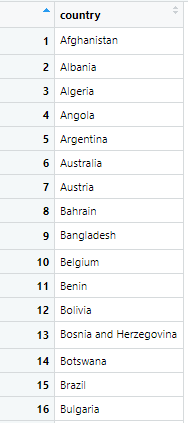 country
1 Afghanistan
2 Albania
3 Algeria
4 Angola
5 Argentina
6 Australia
7 Austria
8 Bahrain
9 Bangladesh
10 Belgium
11 Benin
12 Bolivia
13 Bosnia and Herzegovina
14 Botswana
15 Brazil
16 Bulgaria